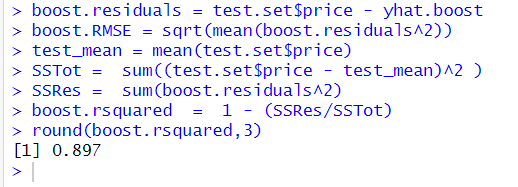 > boost.residuals = test.set$price - yhat.boost
> boost.RMSE = sqrt(mean(boost.residuals^2))
> test_mean = mean(test.set$price)
> SSTot =  sum((test.set$price - test_mean)^2 )
> SSRes =  sum(boost.residuals^2)
> boost.rsquared  =  1 - (SSRes/SSTot)
> round(boost.rsquared,3)
[1] 0.897
>